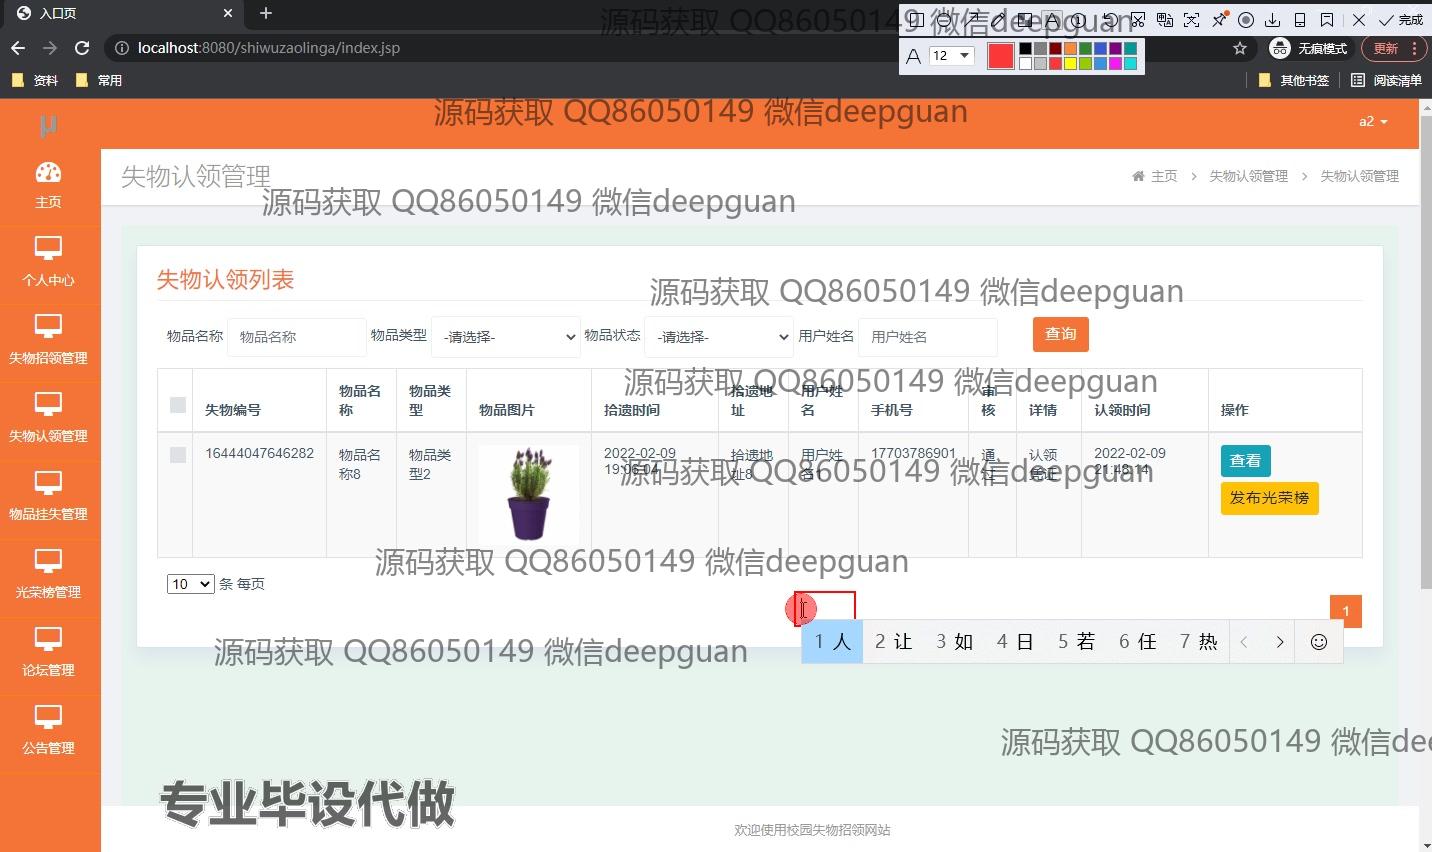 入口页
localhost:8080/shiwuzaolinga/index.jsp
无痕模式
更新
完成
A 12
资料 常用
其他书签 阅读清单
源码获取 QQ86050149 微信deepguan
源码获取 QQ86050149 微信deepguan
μ
a2
主页
失物认领管理
主页 > 失物认领管理 > 失物认领管理
源码获取 QQ86050149 微信deepguan
个人中心
失物招领管理
失物认领管理
物品挂失管理
光荣榜管理
论坛管理
公告管理
失物认领列表
源码获取 QQ86050149 微信deepguan
物品名称 物品名称 物品类型 -请选择- 物品状态 -请选择- 用户姓名 用户姓名 查询
源码获取 QQ86050149 微信deepguan
失物编号 物品名称 物品类型 物品图片 拾遗时间 拾遗地址 用户姓名 手机号 审核 详情 认领时间 操作
16444047646282 物品名称8 物品类型2 2022-02-09 19:06:04 拾遗地址8 用户姓名1 17703786901 通过 认领凭证 2022-02-09 21:48:14 查看
发布光荣榜
源码获取 QQ86050149 微信deepguan
源码获取 QQ86050149 微信deepguan
10 条 每页
1
1 人 2 让 3 如 4 日 5 若 6 任 7 热
源码获取 QQ86050149 微信deepguan
源码获取 QQ86050149 微信dee
专业毕设代做
欢迎使用校园失物招领网站